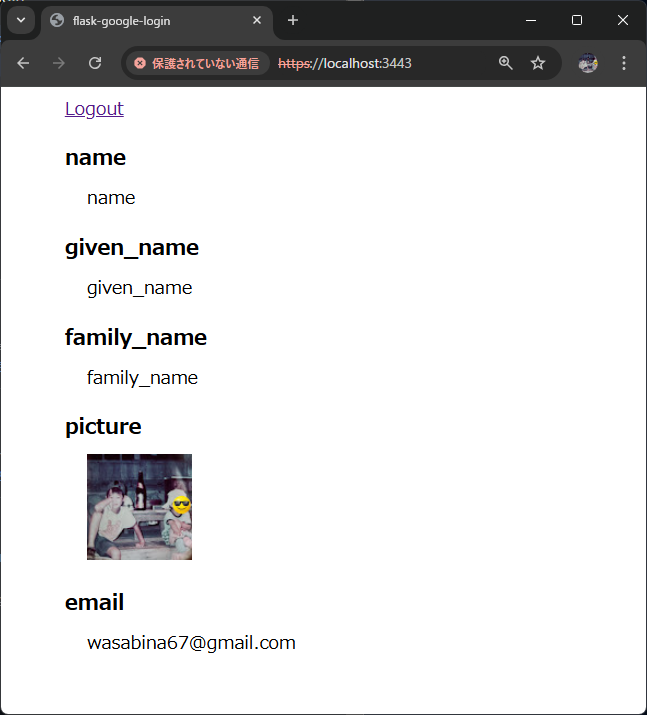 flask-google-login
保護されていない通信 https://localhost:3443
Logout
name
name
given_name
given_name
family_name
family_name
picture
email
wasabina67@gmail.com